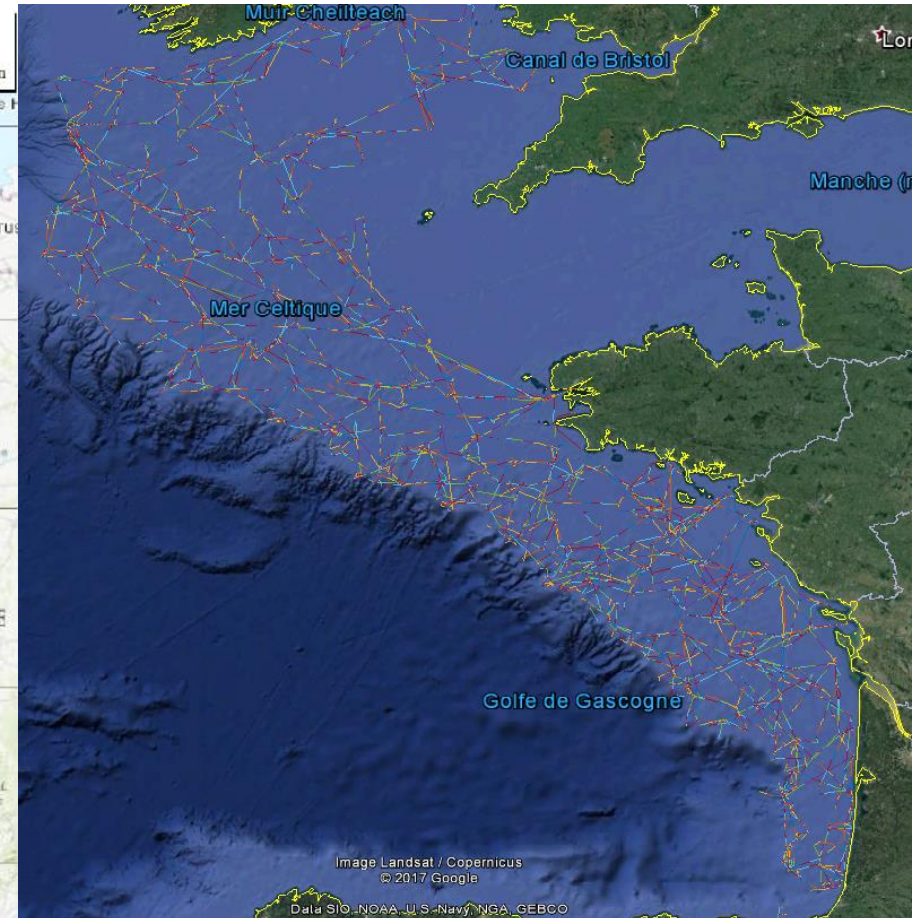 Muir Cheilteach
Canal de Bristol
Manche
Mer Celtique
Golfe de Gascogne
Image Landsat / Copernicus
© 2017 Google
Data SIO, NOAA, U.S. Navy, NGA, GEBCO